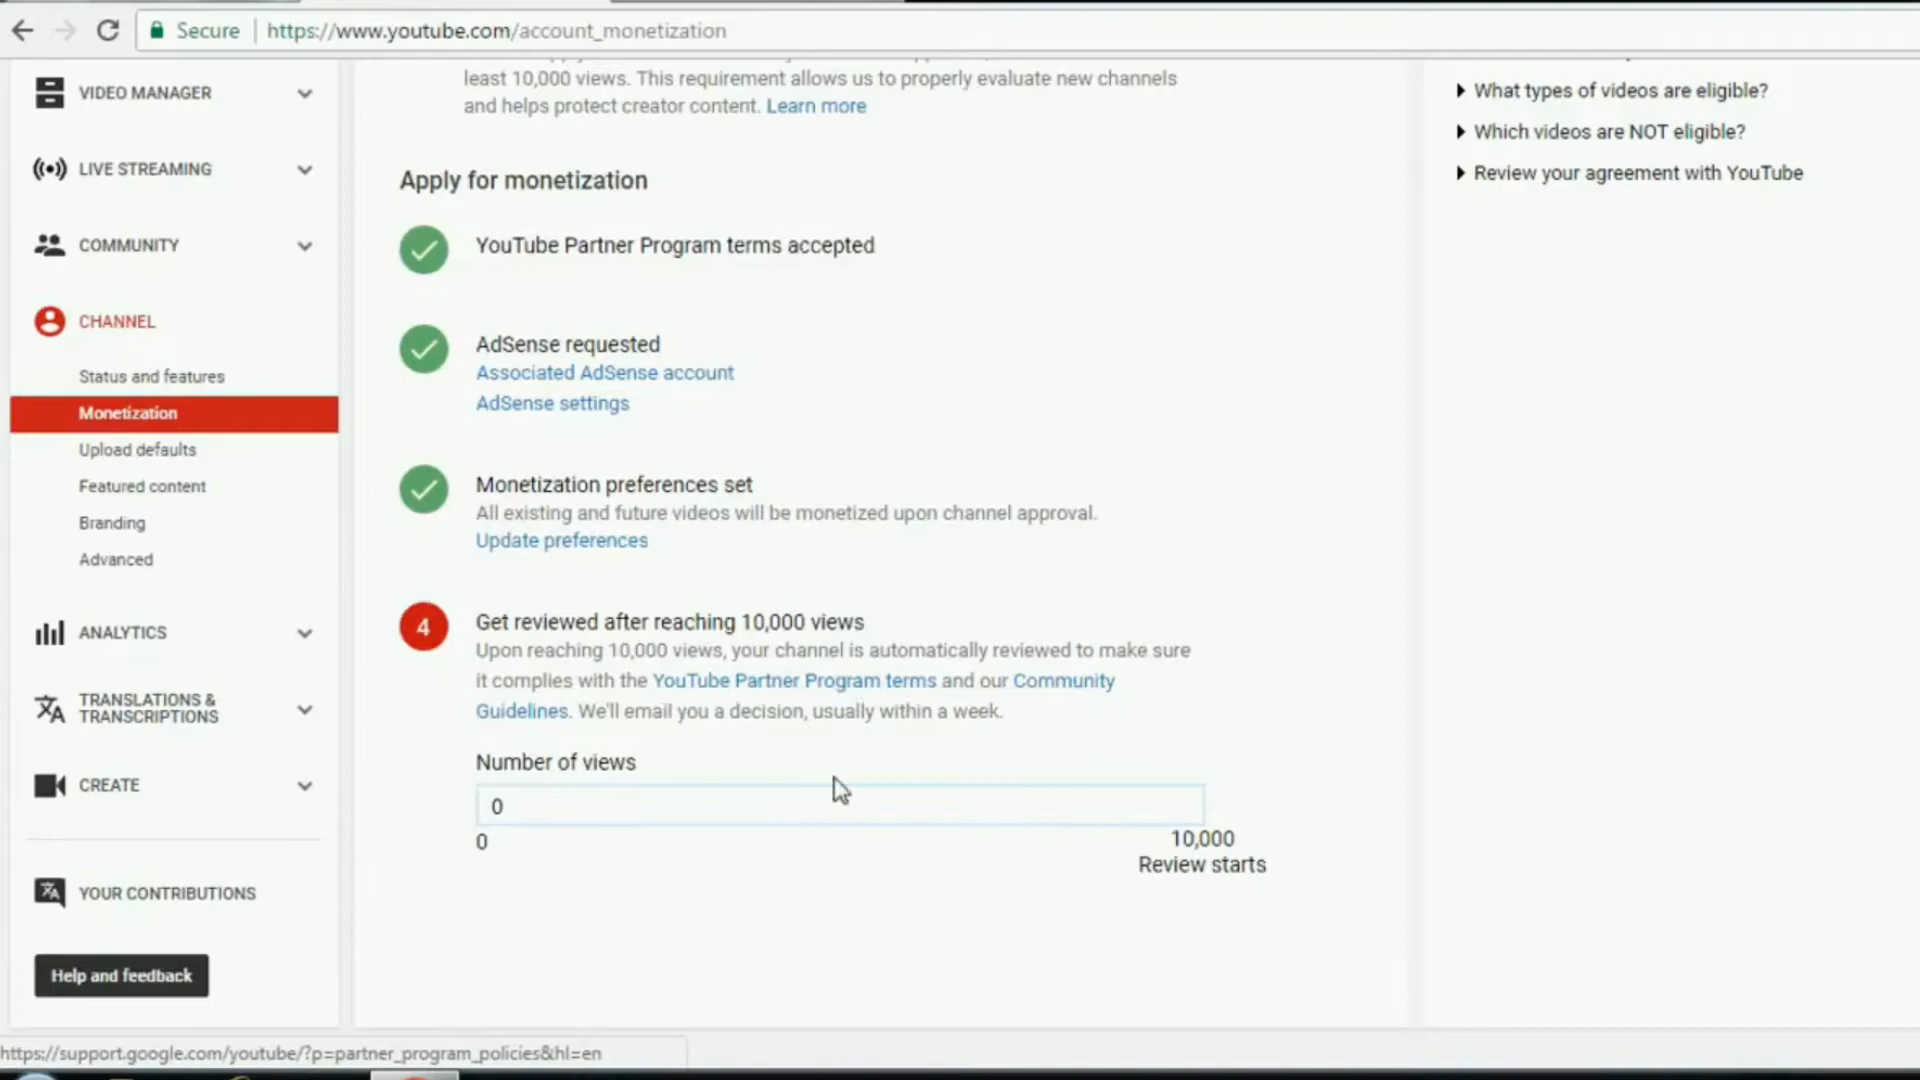 Secure https://www.youtube.com/account_monetization
VIDEO MANAGER
LIVE STREAMING
COMMUNITY
CHANNEL
Status and features
Monetization
Upload defaults
Featured content
Branding
Advanced
ANALYTICS
TRANSLATIONS &
TRANSCRIPTIONS
CREATE
YOUR CONTRIBUTIONS
Help and feedback
least 10,000 views. This requirement allows us to properly evaluate new channels
and helps protect creator content. Learn more
Apply for monetization
YouTube Partner Program terms accepted
AdSense requested
Associated AdSense account
AdSense settings
Monetization preferences set
All existing and future videos will be monetized upon channel approval.
Update preferences
4 Get reviewed after reaching 10,000 views
Upon reaching 10,000 views, your channel is automatically reviewed to make sure
it complies with the YouTube Partner Program terms and our Community
Guidelines. We'll email you a decision, usually within a week.
Number of views
0
0 10,000
Review starts
What types of videos are eligible?
Which videos are NOT eligible?
Review your agreement with YouTube
https://support.google.com/youtube/?p=partner_program_policies&hl=en